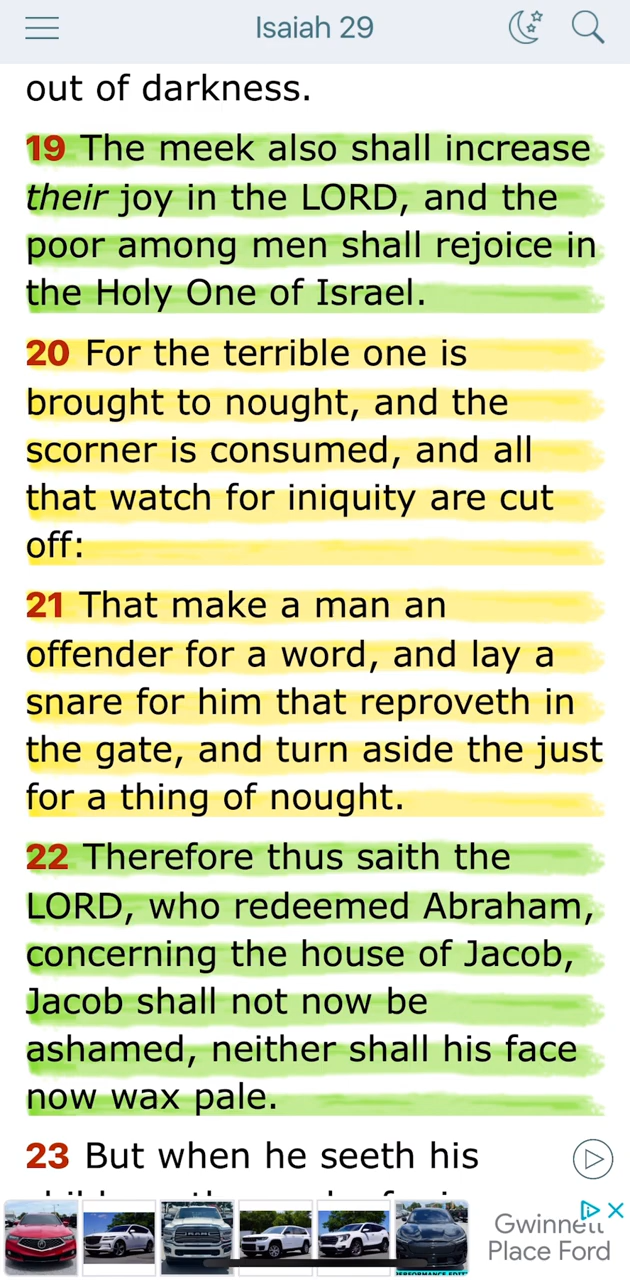 Isaiah 29
out of darkness.
19 The meek also shall increase
their joy in the LORD, and the
poor among men shall rejoice in
the Holy One of Israel.
20 For the terrible one is
brought to nought, and the
scorner is consumed, and all
that watch for iniquity are cut
off:
21 That make a man an
offender for a word, and lay a
snare for him that reproveth in
the gate, and turn aside the just
for a thing of nought.
22 Therefore thus saith the
LORD, who redeemed Abraham,
concerning the house of Jacob,
Jacob shall not now be
ashamed, neither shall his face
now wax pale.
23 But when he seeth his
Gwinnett
Place Ford